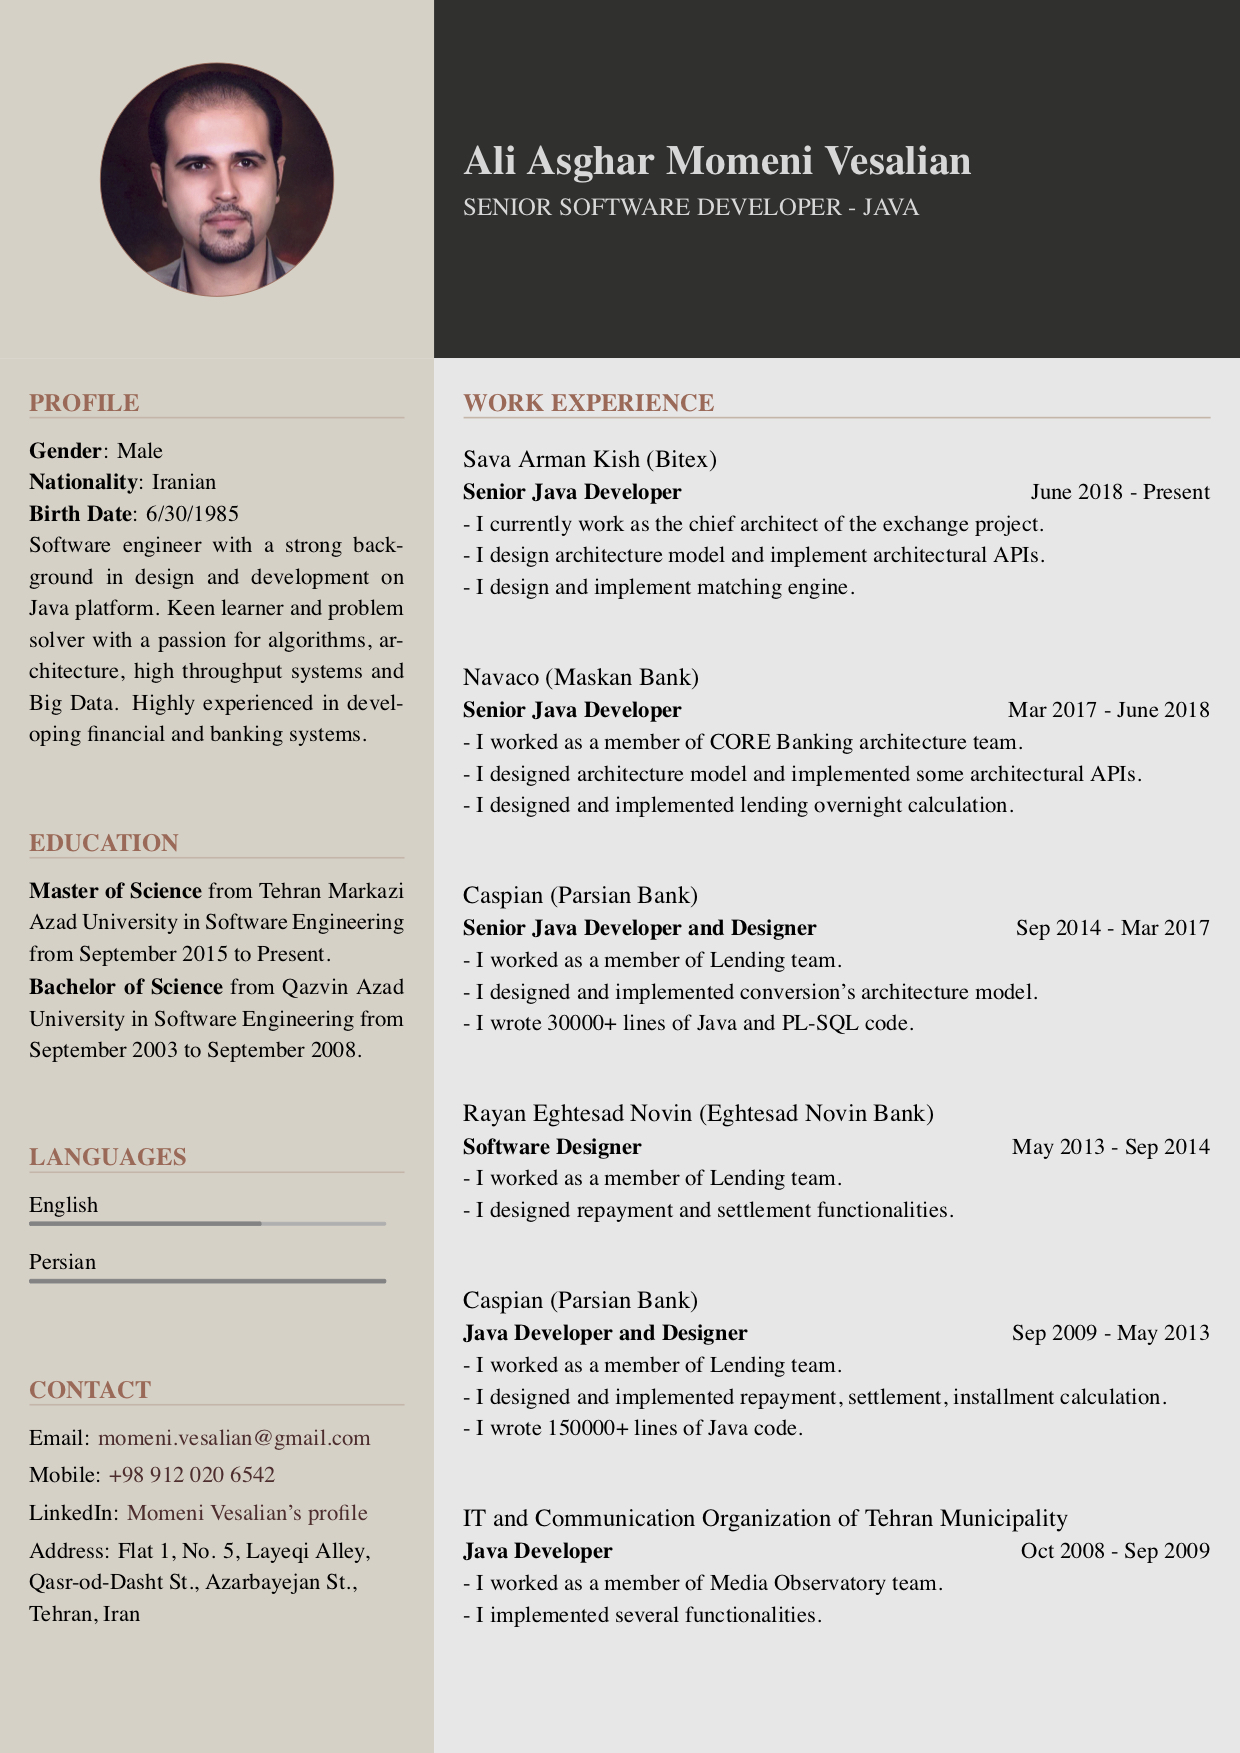 Ali Asghar Momeni Vesalian
SENIOR SOFTWARE DEVELOPER - JAVA
PROFILE
Gender: Male
Nationality: Iranian
Birth Date: 6/30/1985
Software engineer with a strong back-
ground in design and development on
Java platform. Keen learner and problem
solver with a passion for algorithms, ar-
chitecture, high throughput systems and
Big Data. Highly experienced in devel-
oping financial and banking systems.
EDUCATION
Master of Science from Tehran Markazi
Azad University in Software Engineering
from September 2015 to Present.
Bachelor of Science from Qazvin Azad
University in Software Engineering from
September 2003 to September 2008.
LANGUAGES
English
Persian
CONTACT
Email: momeni.vesalian@gmail.com
Mobile: +98 912 020 6542
LinkedIn: Momeni Vesalian's profile
Address: Flat 1, No. 5, Layeqi Alley,
Qasr-od-Dasht St., Azarbayejan St.,
Tehran, Iran
WORK EXPERIENCE
Sava Arman Kish (Bitex)
Senior Java Developer June 2018 - Present
- I currently work as the chief architect of the exchange project.
- I design architecture model and implement architectural APIs.
- I design and implement matching engine.
Navaco (Maskan Bank)
Senior Java Developer Mar 2017 - June 2018
- I worked as a member of CORE Banking architecture team.
- I designed architecture model and implemented some architectural APIs.
- I designed and implemented lending overnight calculation.
Caspian (Parsian Bank)
Senior Java Developer and Designer Sep 2014 - Mar 2017
- I worked as a member of Lending team.
- I designed and implemented conversion's architecture model.
- I wrote 30000+ lines of Java and PL-SQL code.
Rayan Eghtesad Novin (Eghtesad Novin Bank)
Software Designer May 2013 - Sep 2014
- I worked as a member of Lending team.
- I designed repayment and settlement functionalities.
Caspian (Parsian Bank)
Java Developer and Designer Sep 2009 - May 2013
- I worked as a member of Lending team.
- I designed and implemented repayment, settlement, installment calculation.
- I wrote 150000+ lines of Java code.
IT and Communication Organization of Tehran Municipality
Java Developer Oct 2008 - Sep 2009
- I worked as a member of Media Observatory team.
- I implemented several functionalities.